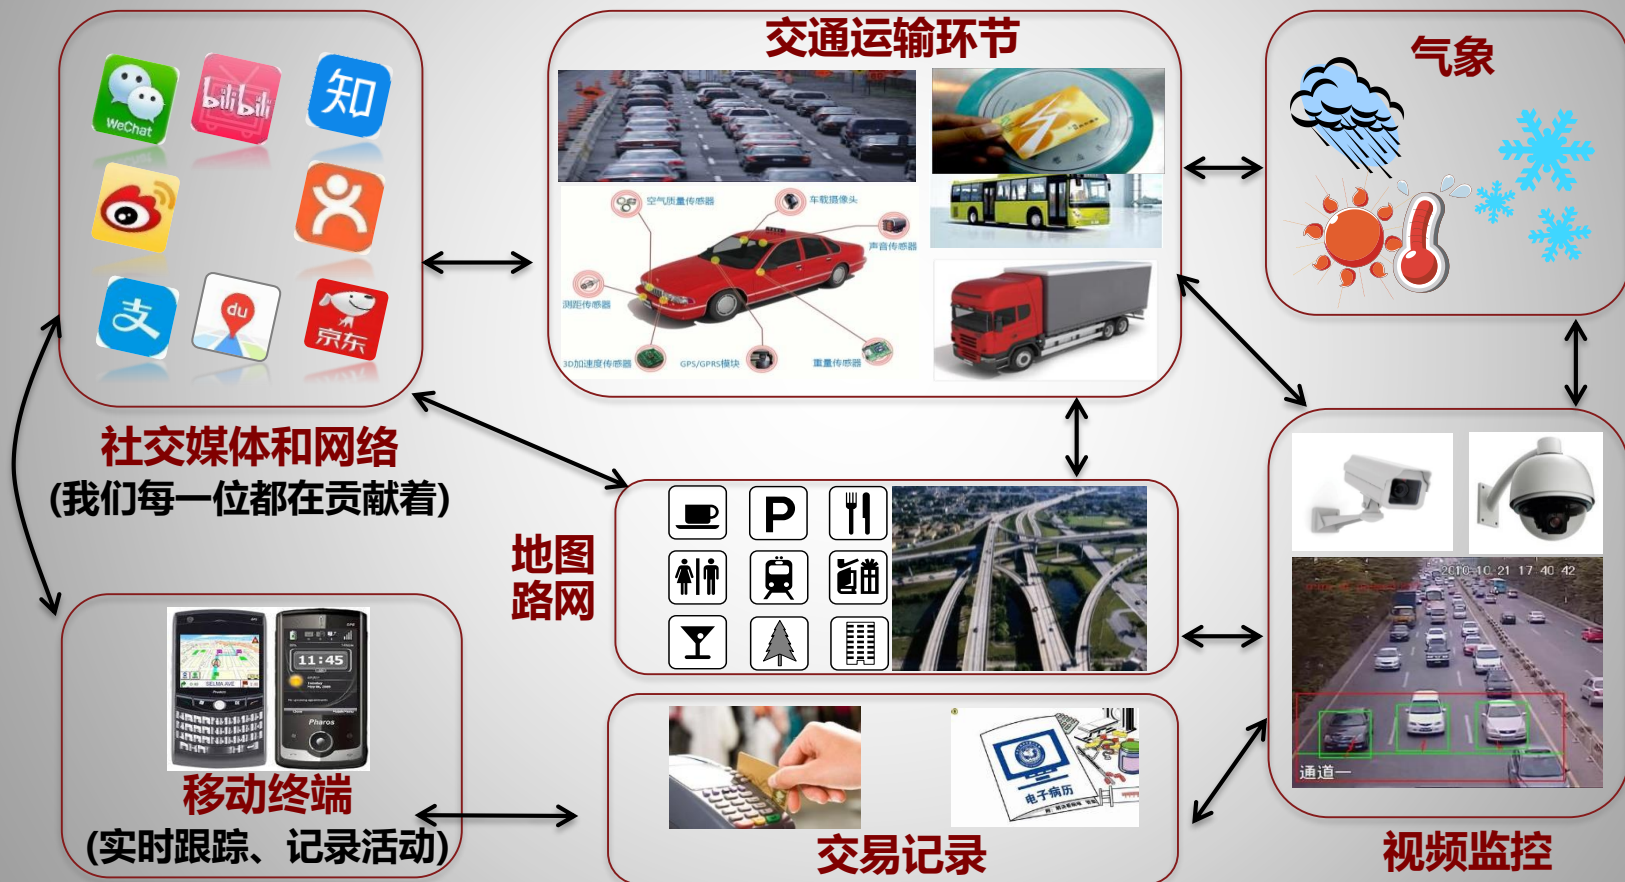 交通运输环节
气象
WeChat
bilibili
知
空气质量传感器
车载摄像头
声音传感器
测距传感器
3D加速度传感器
GPS/GPRS模块
重量传感器
支
du
京东
社交媒体和网络
(我们每一位都在贡献着)
地图
路网
P
2010-10-21 17:40:42
通道一
11:45
SELMA AVE
Pharos
Pharos
移动终端
(实时跟踪、记录活动)
电子病历
交易记录
视频监控